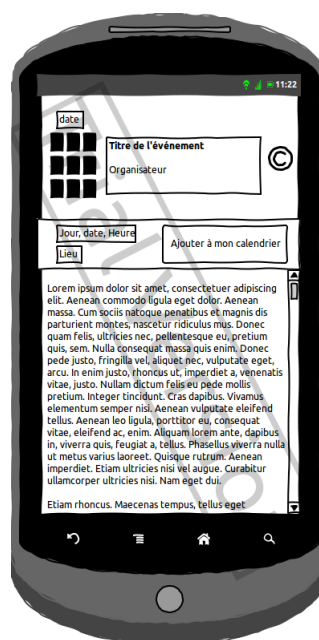 11:22
date
Titre de l'événement
Organisateur
©
Jour, date, Heure
Lieu
Ajouter à mon calendrier
Lorem ipsum dolor sit amet, consectetuer adipiscing
elit. Aenean commodo ligula eget dolor. Aenean
massa. Cum sociis natoque penatibus et magnis dis
parturient montes, nascetur ridiculus mus. Donec
quam felis, ultricies nec, pellentesque eu, pretium
quis, sem. Nulla consequat massa quis enim. Donec
pede justo, fringilla vel, aliquet nec, vulputate eget,
arcu. In enim justo, rhoncus ut, imperdiet a, venenatis
vitae, justo. Nullam dictum felis eu pede mollis
pretium. Integer tincidunt. Cras dapibus. Vivamus
elementum semper nisi. Aenean vulputate eleifend
tellus. Aenean leo ligula, porttitor eu, consequat
vitae, eleifend ac, enim. Aliquam lorem ante, dapibus
in, viverra quis, feugiat a, tellus. Phasellus viverra nulla
ut metus varius laoreet. Quisque rutrum. Aenean
imperdiet. Etiam ultricies nisi vel augue. Curabitur
ullamcorper ultricies nisi. Nam eget dui.
Etiam rhoncus. Maecenas tempus, tellus eget
Trial Versio